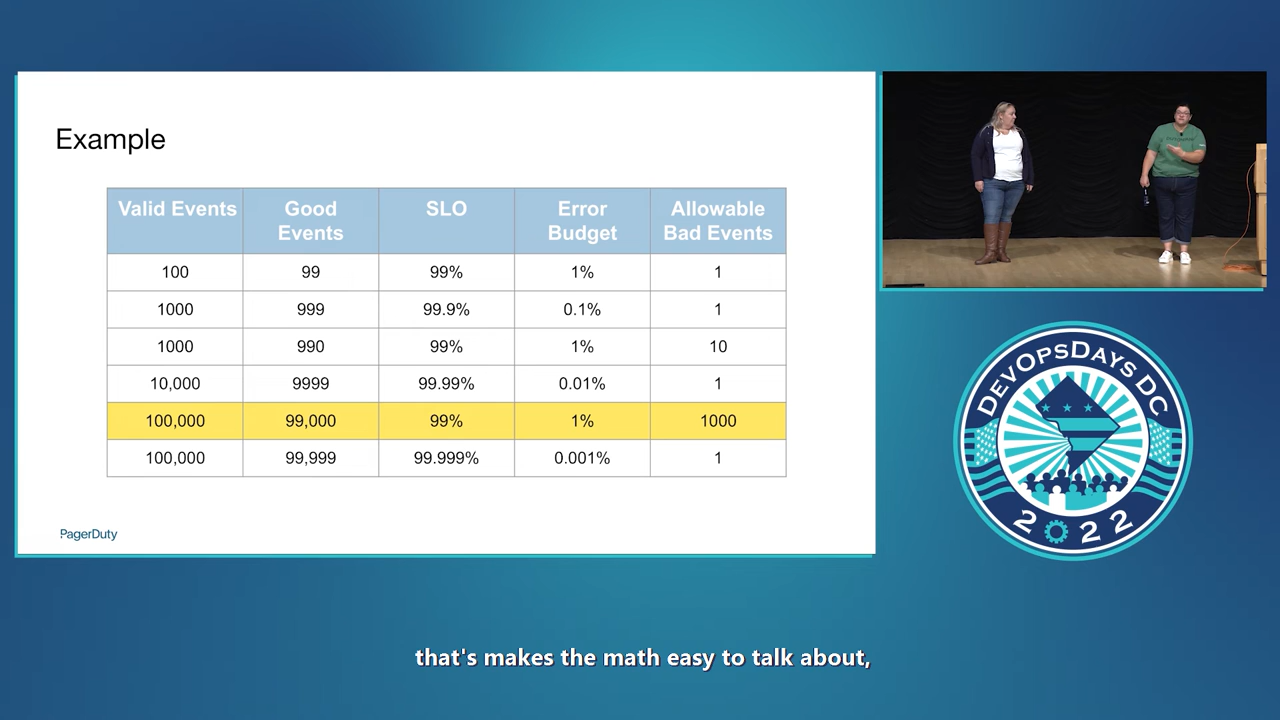 Example
Valid Events Good Events SLO Error Budget Allowable Bad Events
100 99 99% 1% 1
1000 999 99.9% 0.1% 1
1000 990 99% 1% 10
10,000 9999 99.99% 0.01% 1
100,000 99,000 99% 1% 1000
100,000 99,999 99.999% 0.001% 1
PagerDuty
DEVOPSDAYS DC
2022
that's makes the math easy to talk about,